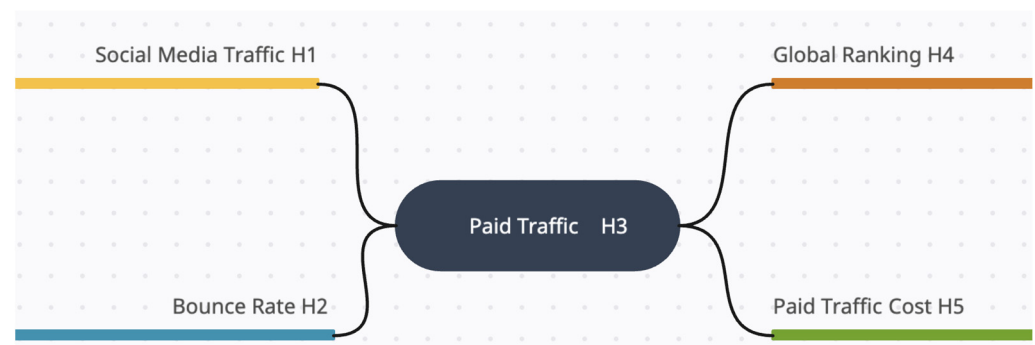 Social Media Traffic H1
Global Ranking H4
Paid Traffic H3
Bounce Rate H2
Paid Traffic Cost H5